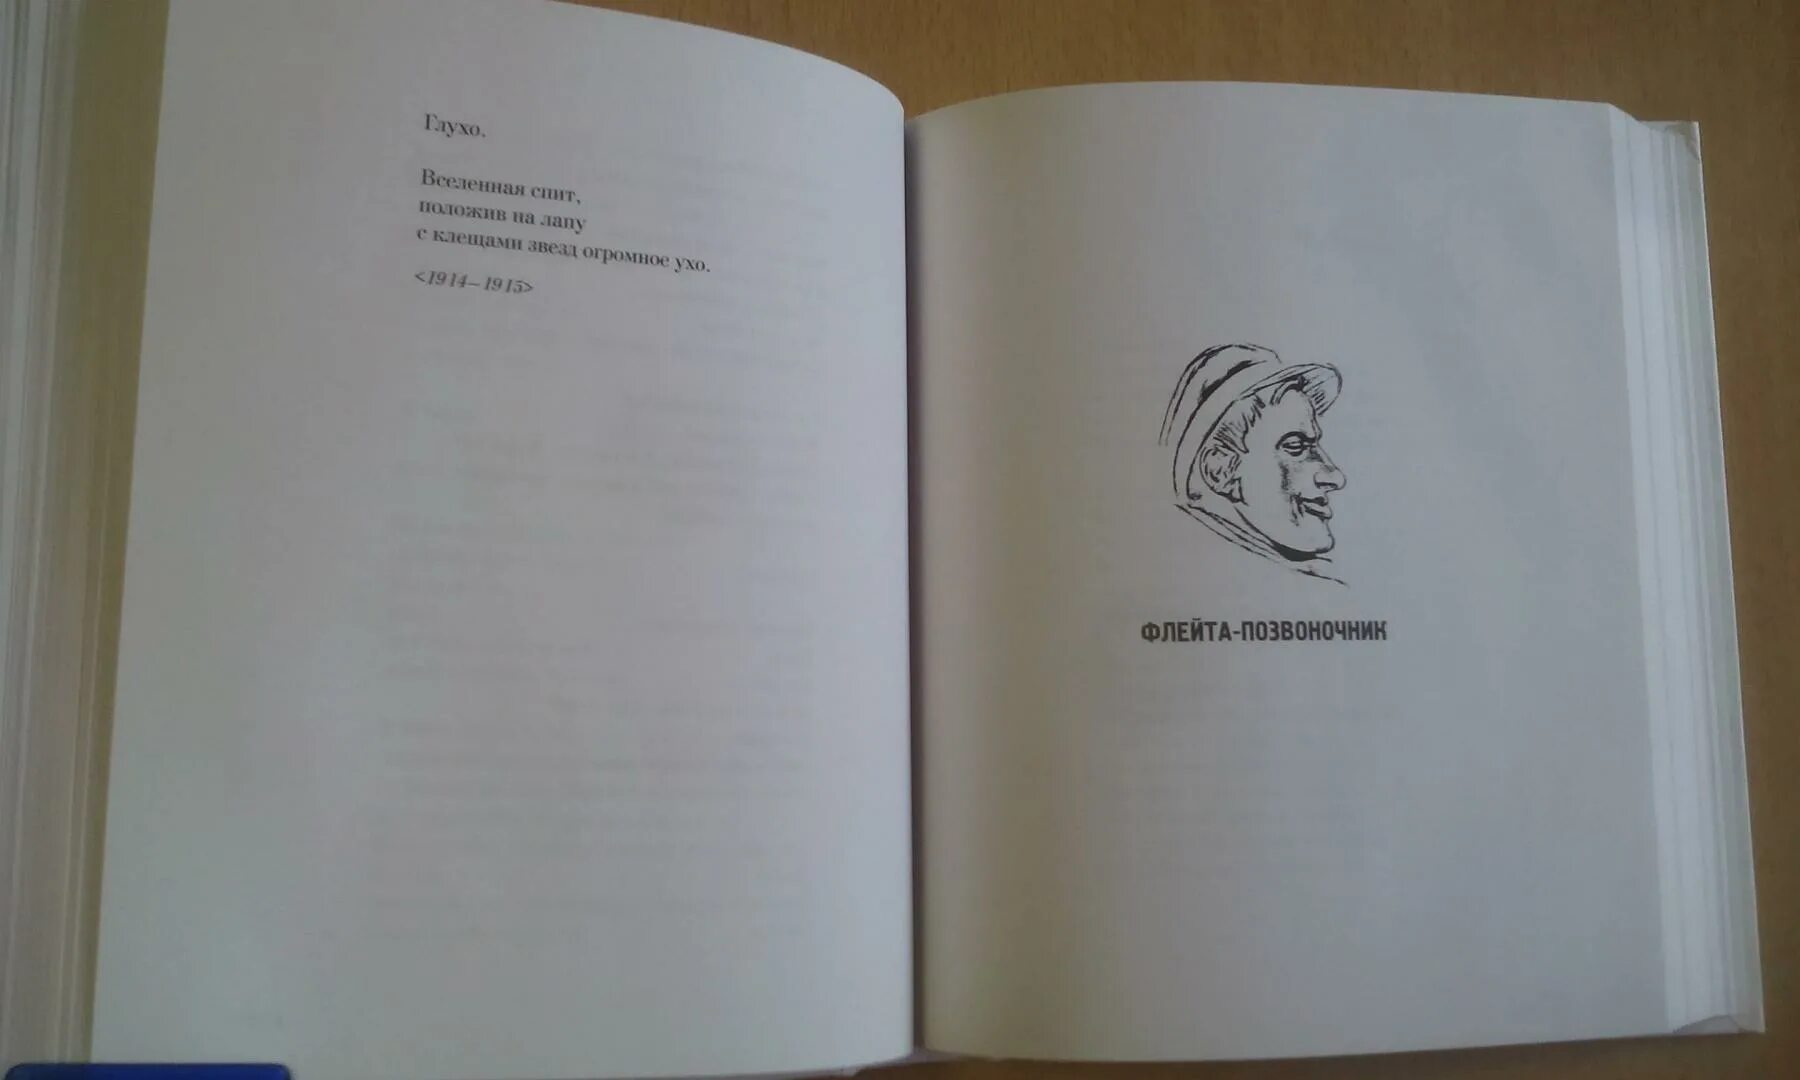 Глухо.
Вселенная спит,
положив на лапу
с клещами звезд огромное ухо.
<1914–1915>
ФЛЕЙТА-ПОЗВОНОЧНИК